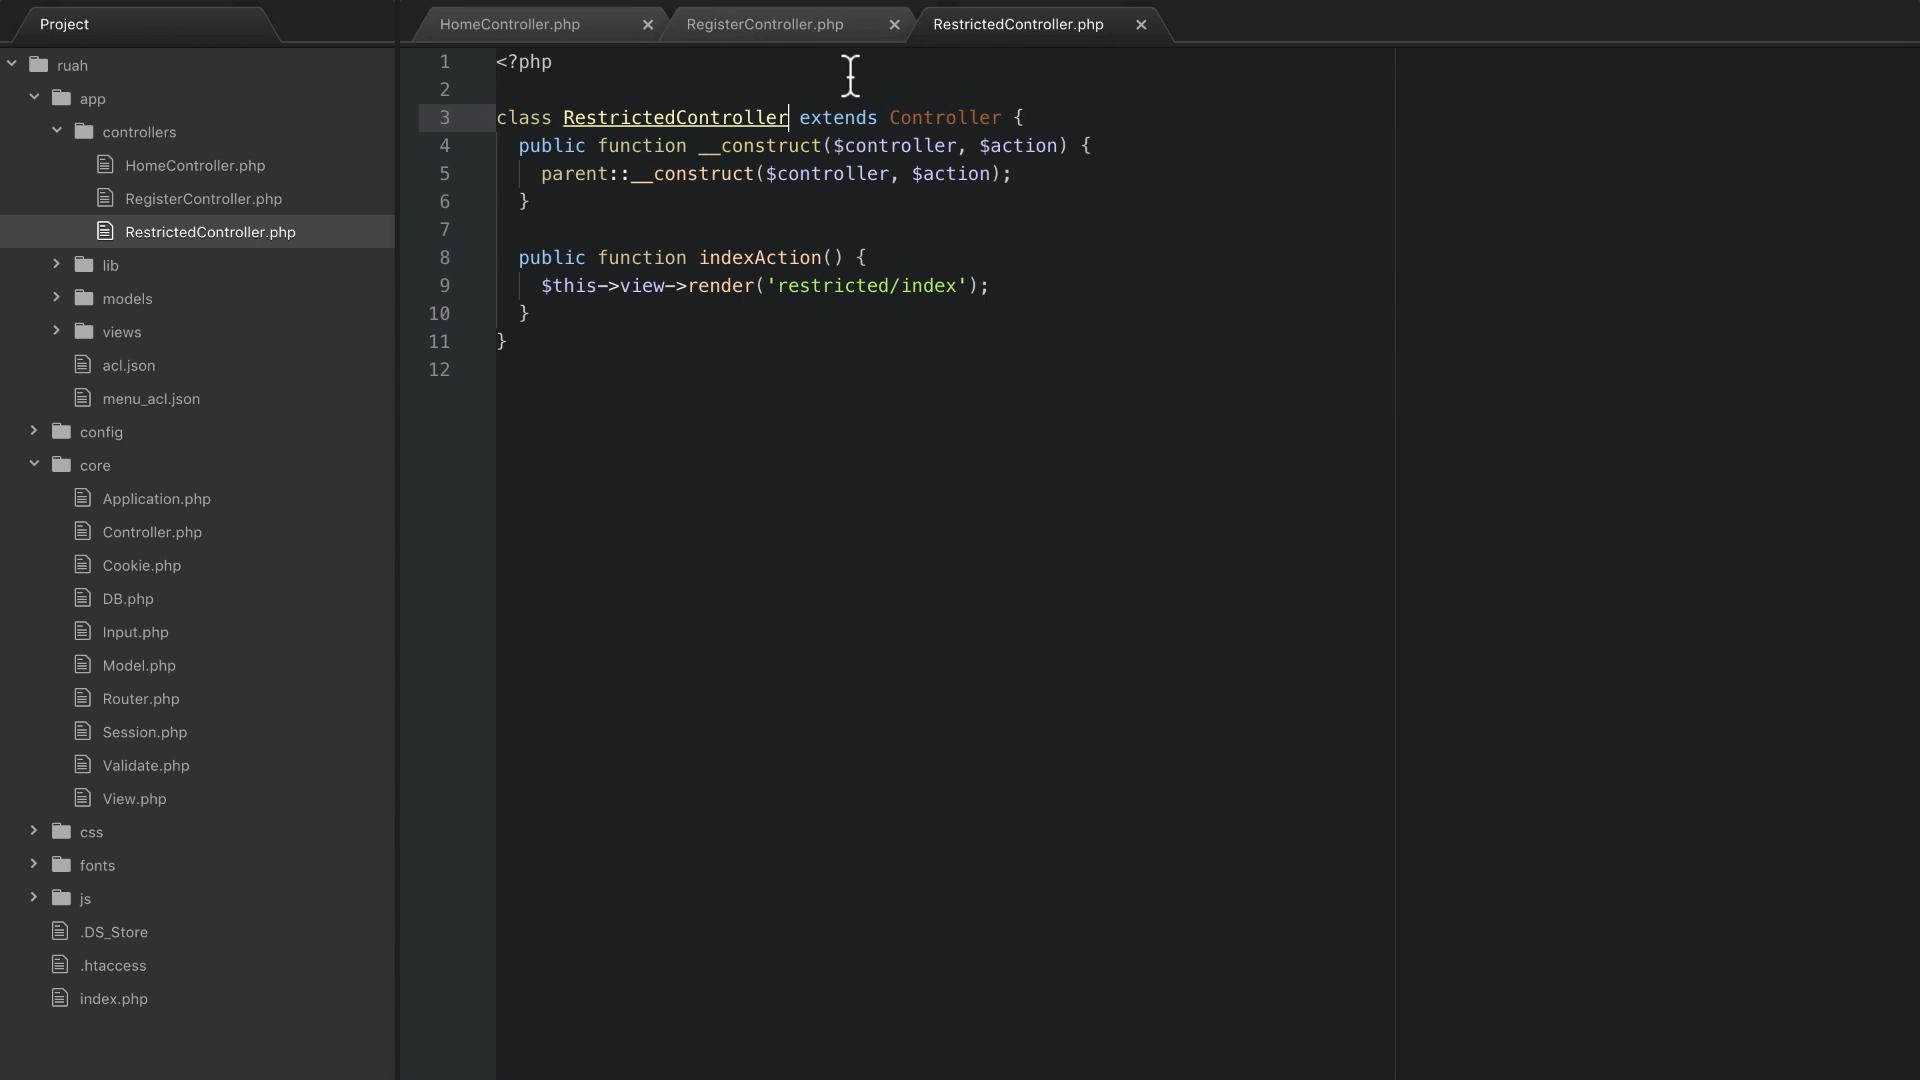 Project
ruah
app
controllers
HomeController.php
RegisterController.php
RestrictedController.php
lib
models
views
acl.json
menu_acl.json
config
core
Application.php
Controller.php
Cookie.php
DB.php
Input.php
Model.php
Router.php
Session.php
Validate.php
View.php
css
fonts
js
.DS_Store
.htaccess
index.php
HomeController.php × RegisterController.php × RestrictedController.php ×
1 <?php
2
3 class RestrictedController extends Controller {
4 public function __construct($controller, $action) {
5 parent::__construct($controller, $action);
6 }
7
8 public function indexAction() {
9 $this->view->render('restricted/index');
10 }
11 }
12